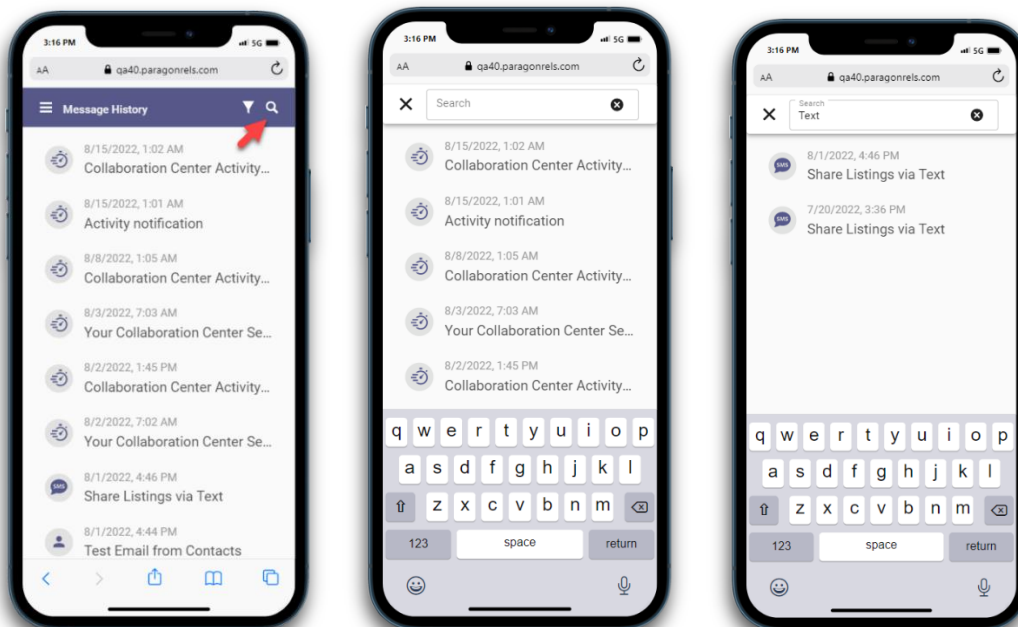 3:16 PM
5G
AA
qa40.paragonrels.com
Message History
8/15/2022, 1:02 AM
Collaboration Center Activity...
8/15/2022, 1:01 AM
Activity notification
8/8/2022, 1:05 AM
Collaboration Center Activity...
8/3/2022, 7:03 AM
Your Collaboration Center Se...
8/2/2022, 1:45 PM
Collaboration Center Activity...
8/2/2022, 7:02 AM
Your Collaboration Center Se...
SMS
8/1/2022, 4:46 PM
Share Listings via Text
8/1/2022, 4:44 PM
Test Email from Contacts
3:16 PM
5G
AA
qa40.paragonrels.com
Search
8/15/2022, 1:02 AM
Collaboration Center Activity...
8/15/2022, 1:01 AM
Activity notification
8/8/2022, 1:05 AM
Collaboration Center Activity...
8/3/2022, 7:03 AM
Your Collaboration Center Se...
8/2/2022, 1:45 PM
Collaboration Center Activity...
q w e r t y u i o p
a s d f g h j k l
z x c v b n m
123 space return
3:16 PM
5G
AA
qa40.paragonrels.com
Search
Text
SMS
8/1/2022, 4:46 PM
Share Listings via Text
SMS
7/20/2022, 3:36 PM
Share Listings via Text
q w e r t y u i o p
a s d f g h j k l
z x c v b n m
123 space return